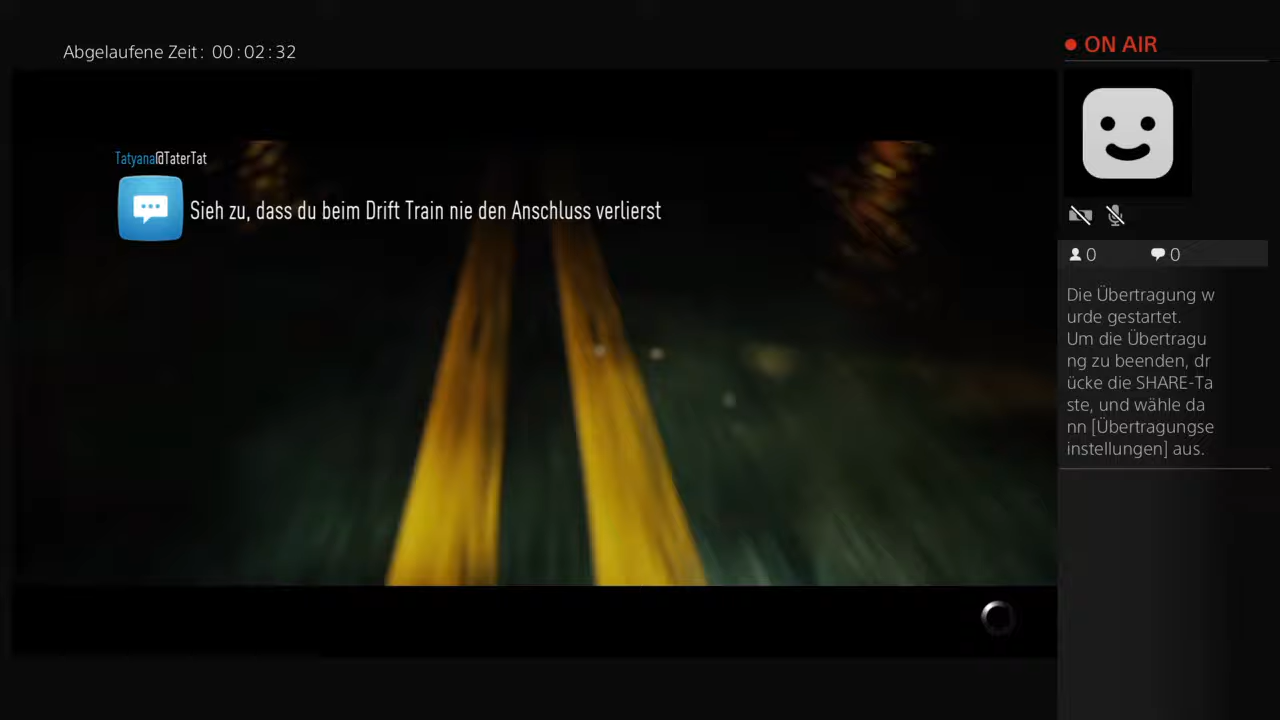 Abgelaufene Zeit: 00:02:32
ON AIR
Tatyana@TaterTat
Sieh zu, dass du beim Drift Train nie den Anschluss verlierst
0 0
Die Übertragung w
urde gestartet.
Um die Übertragu
ng zu beenden, dr
ücke die SHARE-Ta
ste, und wähle da
nn [Übertragungse
instellungen] aus.